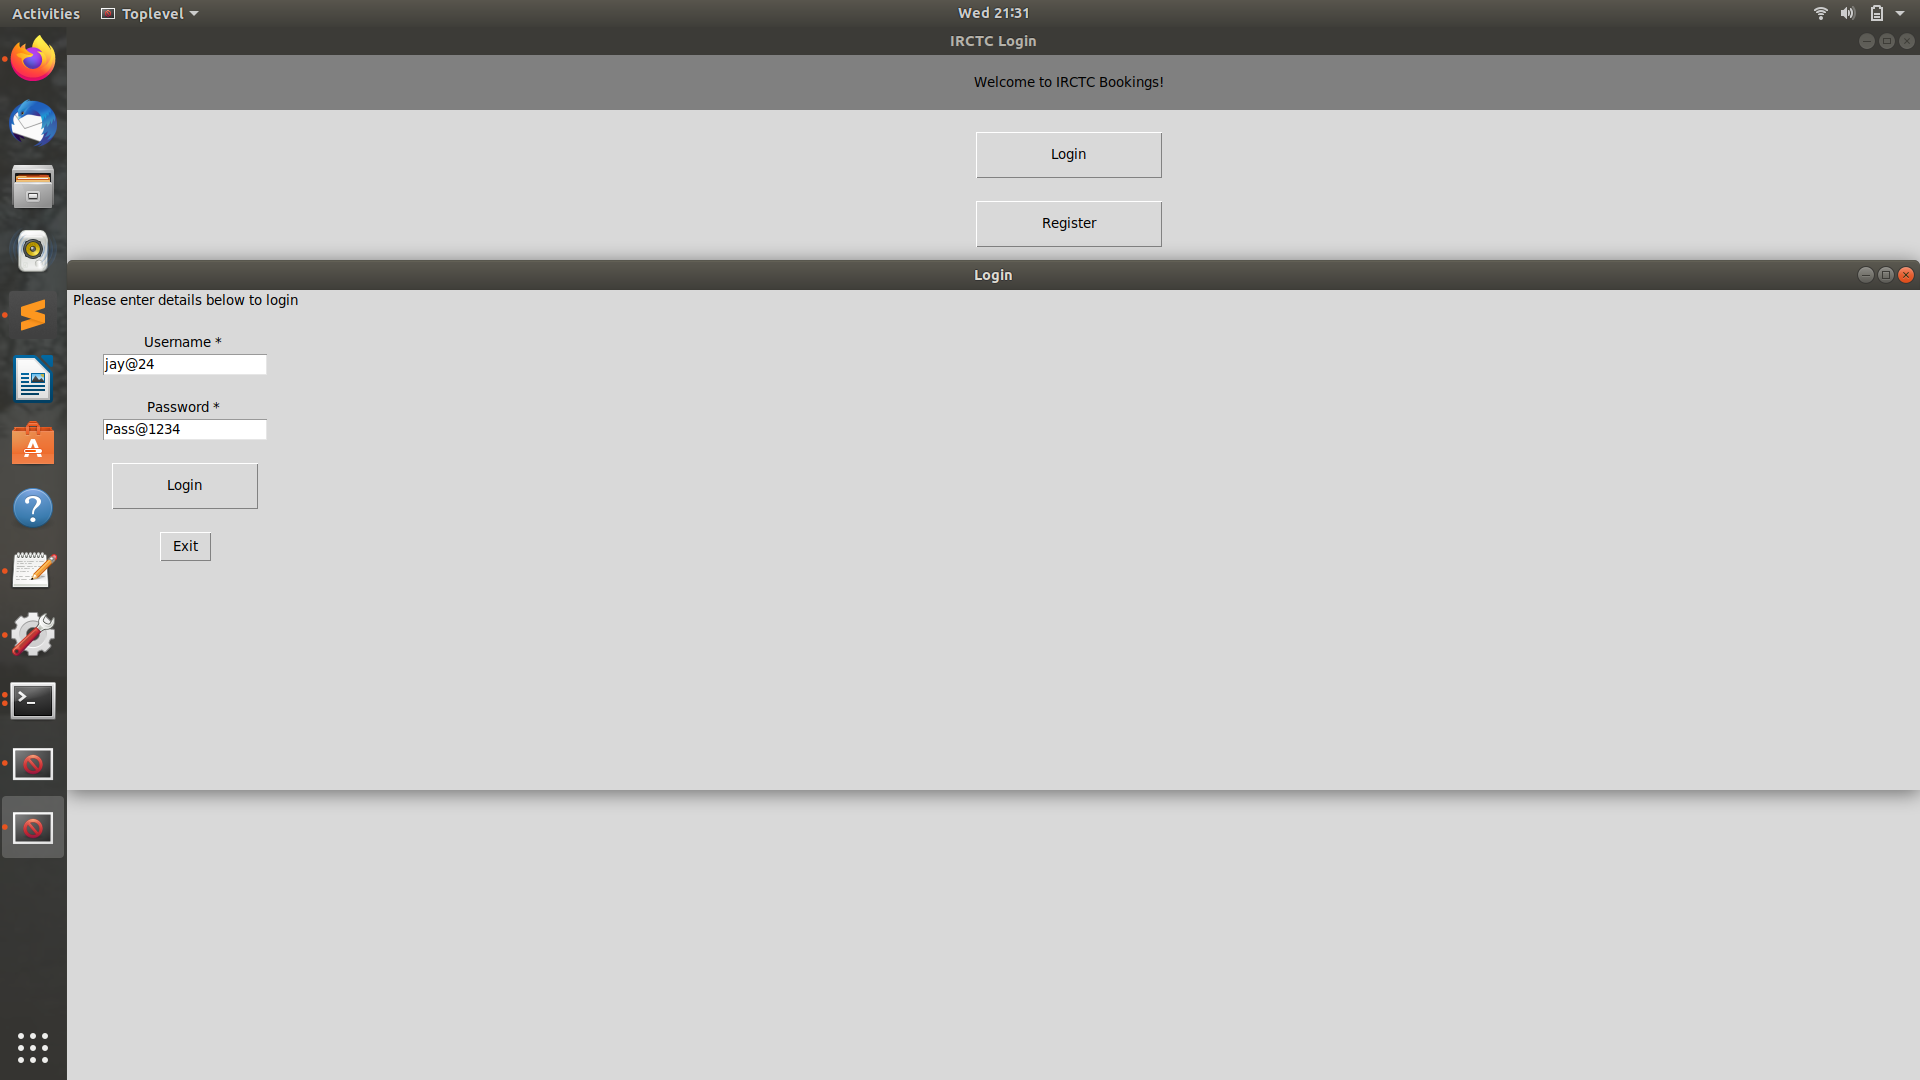 Activities
Toplevel
Wed 21:31
IRCTC Login
Welcome to IRCTC Bookings!
Login
Register
Login
Please enter details below to login
Username *
jay@24
Password *
Pass@1234
Login
Exit